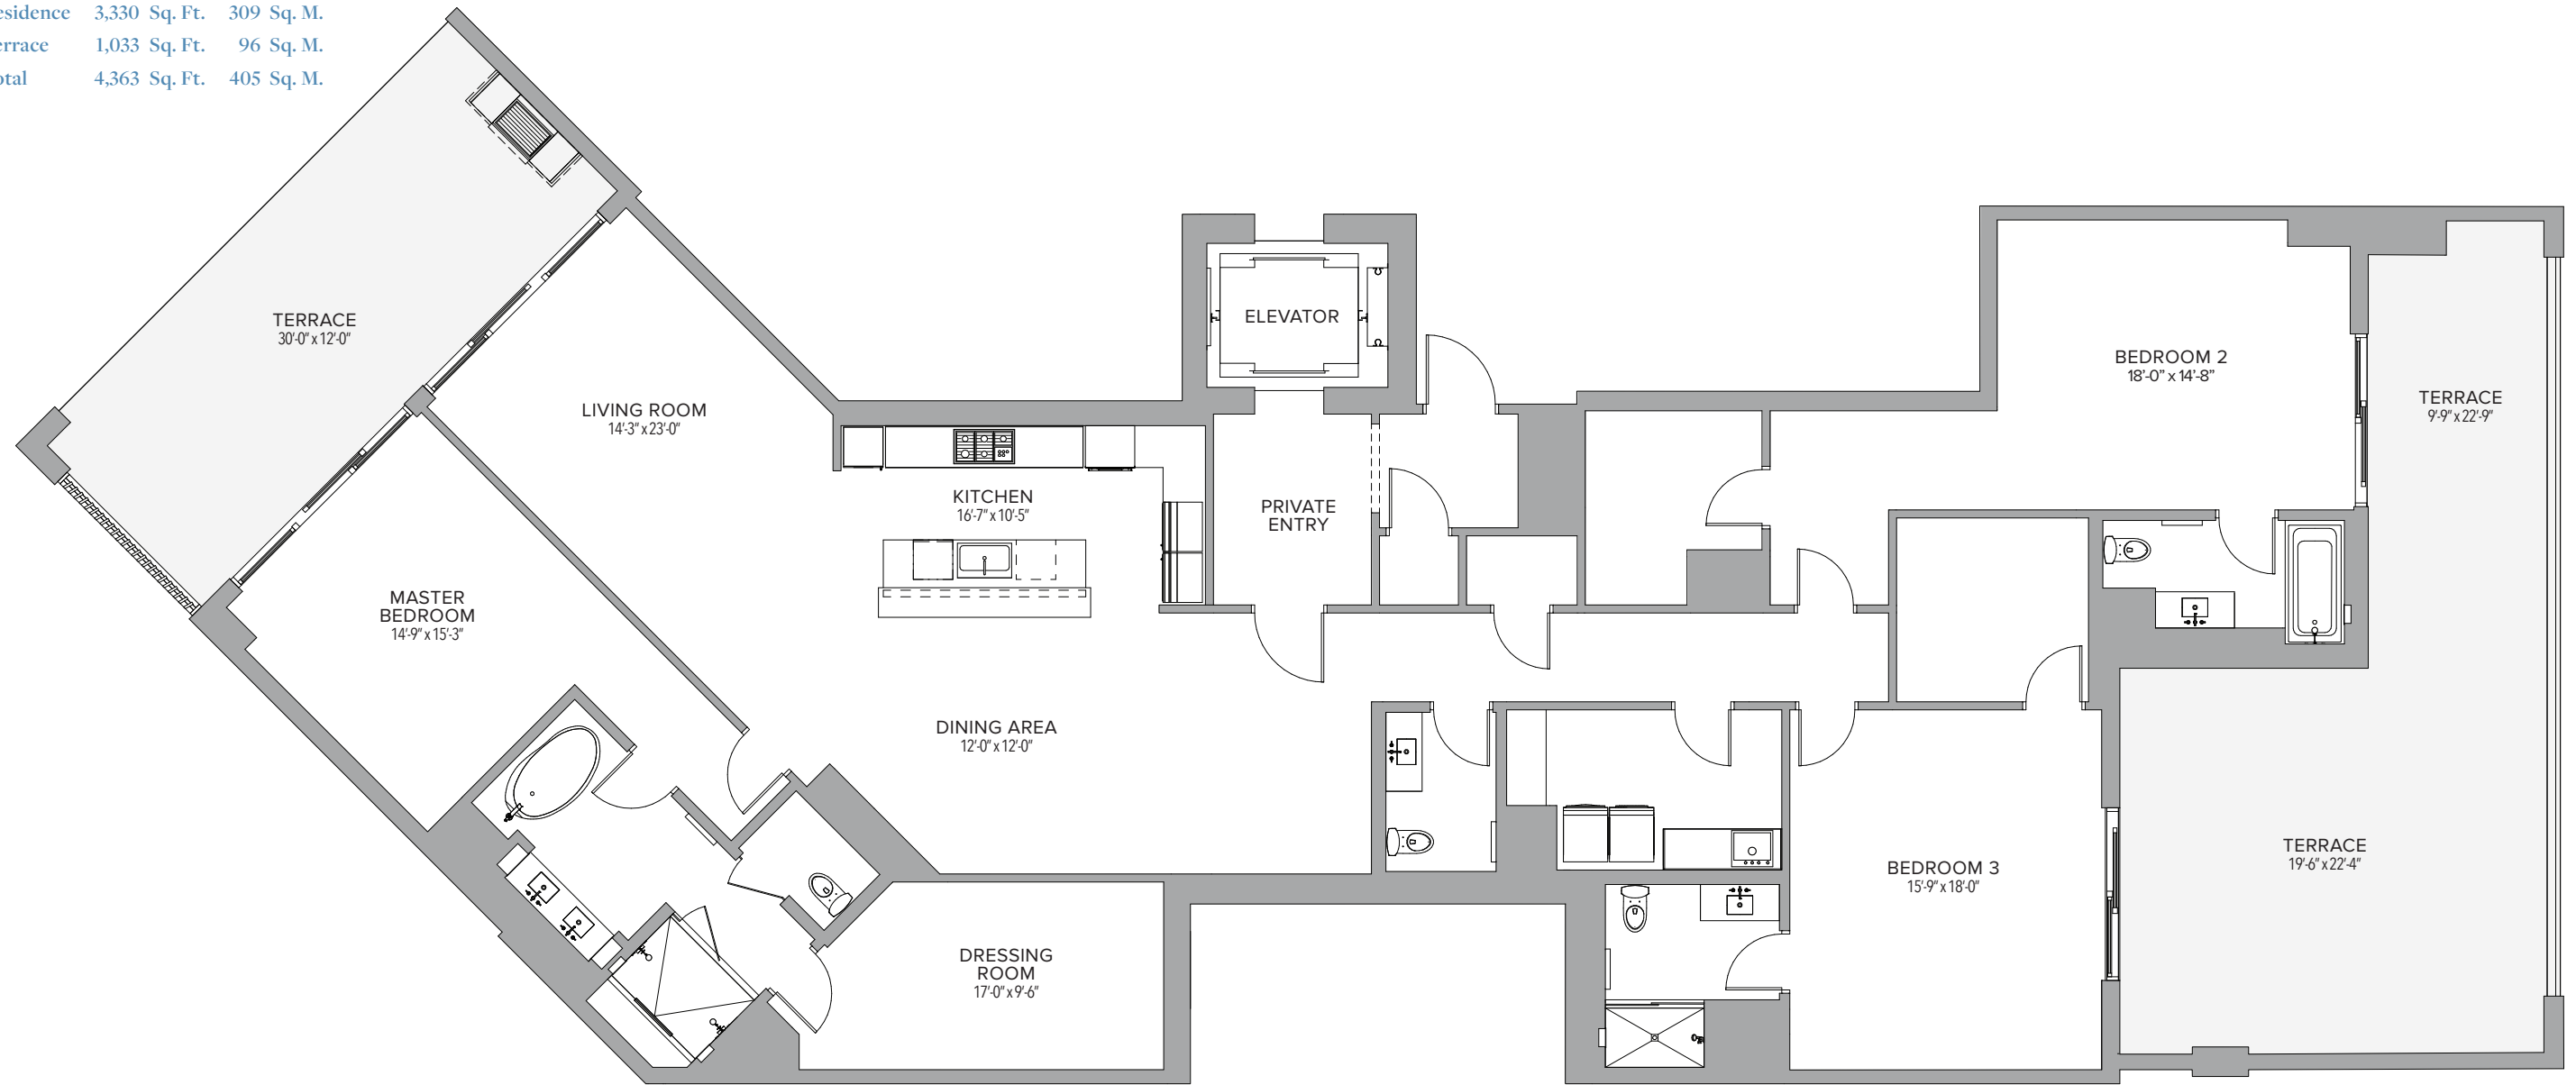 esidence 3,330 Sq. Ft. 309 Sq. M.
errace 1,033 Sq. Ft. 96 Sq. M.
otal 4,363 Sq. Ft. 405 Sq. M.
TERRACE
30'-0" x 12'-0"
LIVING ROOM
14'-3" x 23'-0"
MASTER
BEDROOM
14'-9" x 15'-3"
KITCHEN
16'-7" x 10'-5"
DINING AREA
12'-0" x 12'-0"
DRESSING
ROOM
17'-0" x 9'-6"
ELEVATOR
PRIVATE
ENTRY
BEDROOM 2
18'-0" x 14'-8"
TERRACE
9'-9" x 22'-9"
BEDROOM 3
15'-9" x 18'-0"
TERRACE
19'-6" x 22'-4"